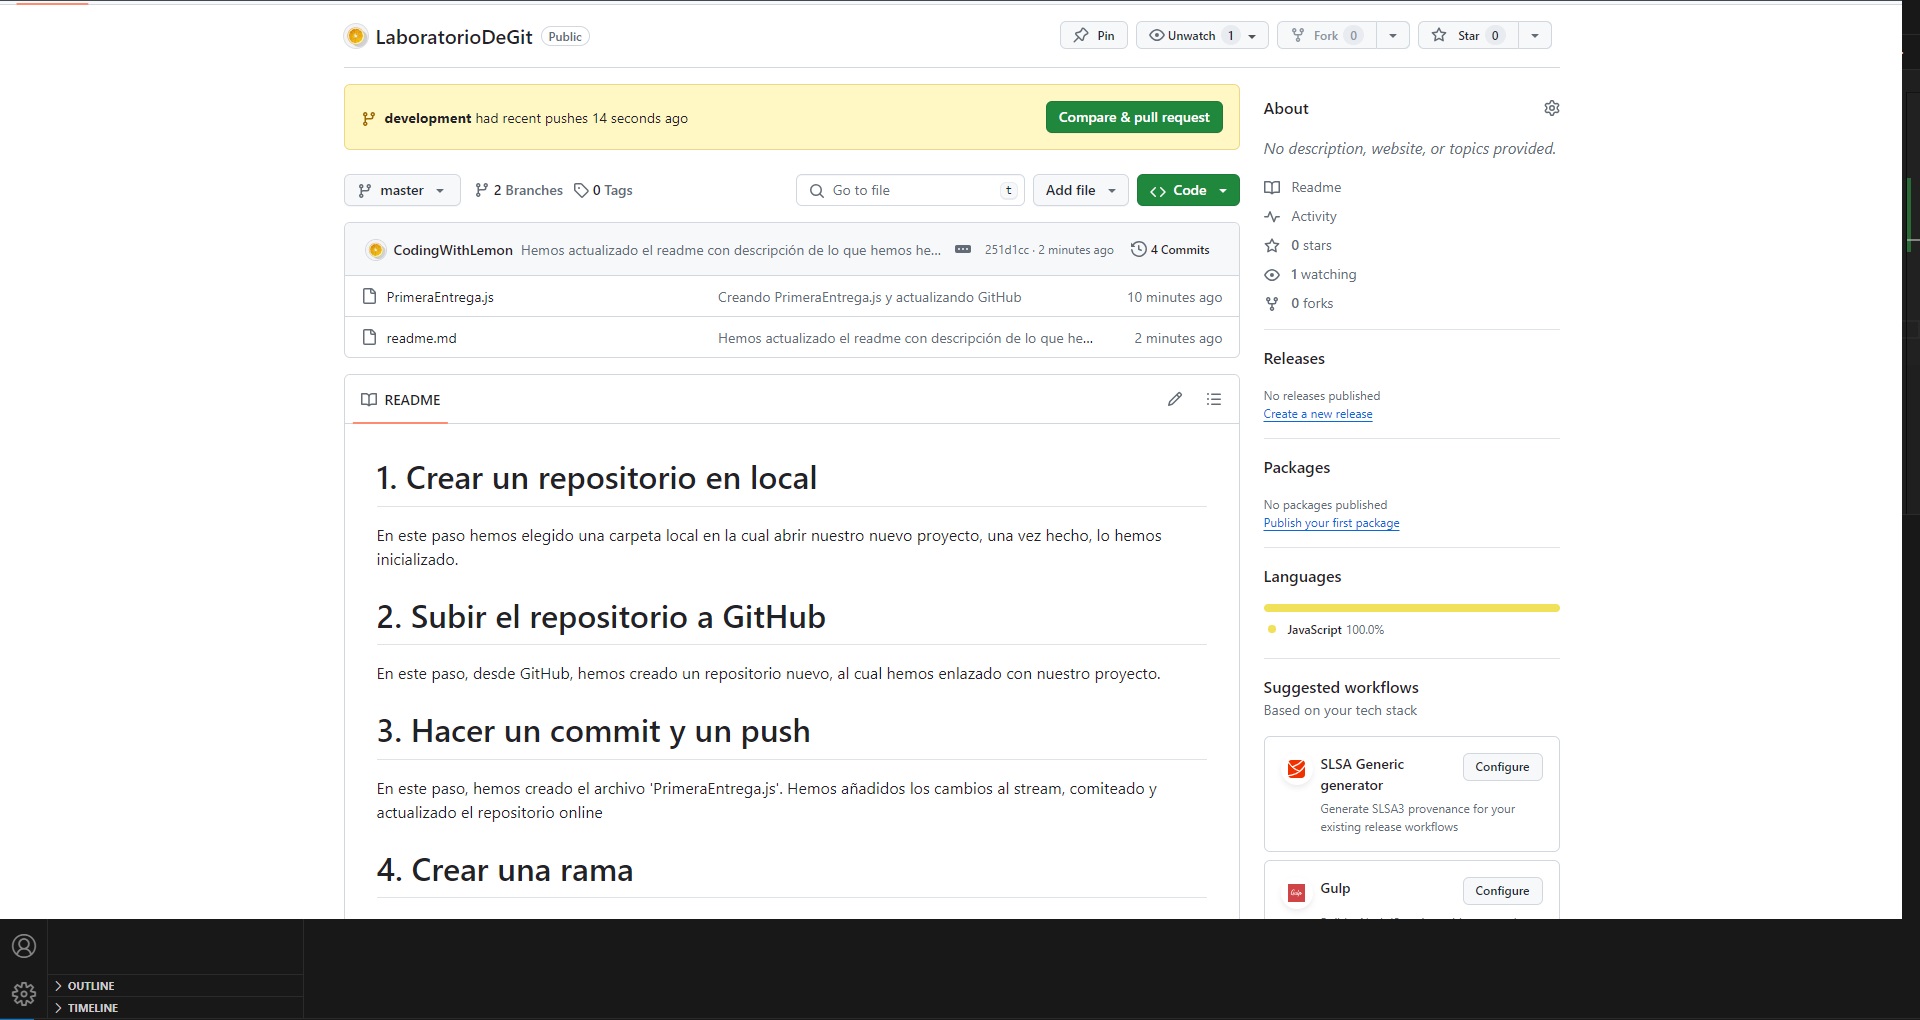 LaboratorioDeGit Public
Pin
Unwatch 1
Fork 0
Star 0
development had recent pushes 14 seconds ago
Compare & pull request
master
2 Branches
0 Tags
Go to file
t
Add file
Code
CodingWithLemon Hemos actualizado el readme con descripción de lo que hemos he...
251d1cc · 2 minutes ago
4 Commits
PrimeraEntrega.js
Creando PrimeraEntrega.js y actualizando GitHub
10 minutes ago
readme.md
Hemos actualizado el readme con descripción de lo que he...
2 minutes ago
README
1. Crear un repositorio en local
En este paso hemos elegido una carpeta local en la cual abrir nuestro nuevo proyecto, una vez hecho, lo hemos
inicializado.
2. Subir el repositorio a GitHub
En este paso, desde GitHub, hemos creado un repositorio nuevo, al cual hemos enlazado con nuestro proyecto.
3. Hacer un commit y un push
En este paso, hemos creado el archivo 'PrimeraEntrega.js'. Hemos añadidos los cambios al stream, comiteado y
actualizado el repositorio online
4. Crear una rama
About
No description, website, or topics provided.
Readme
Activity
0 stars
1 watching
0 forks
Releases
No releases published
Create a new release
Packages
No packages published
Publish your first package
Languages
JavaScript 100.0%
Suggested workflows
Based on your tech stack
SLSA Generic
generator
Configure
Generate SLSA3 provenance for your
existing release workflows
Gulp
Configure
OUTLINE
TIMELINE